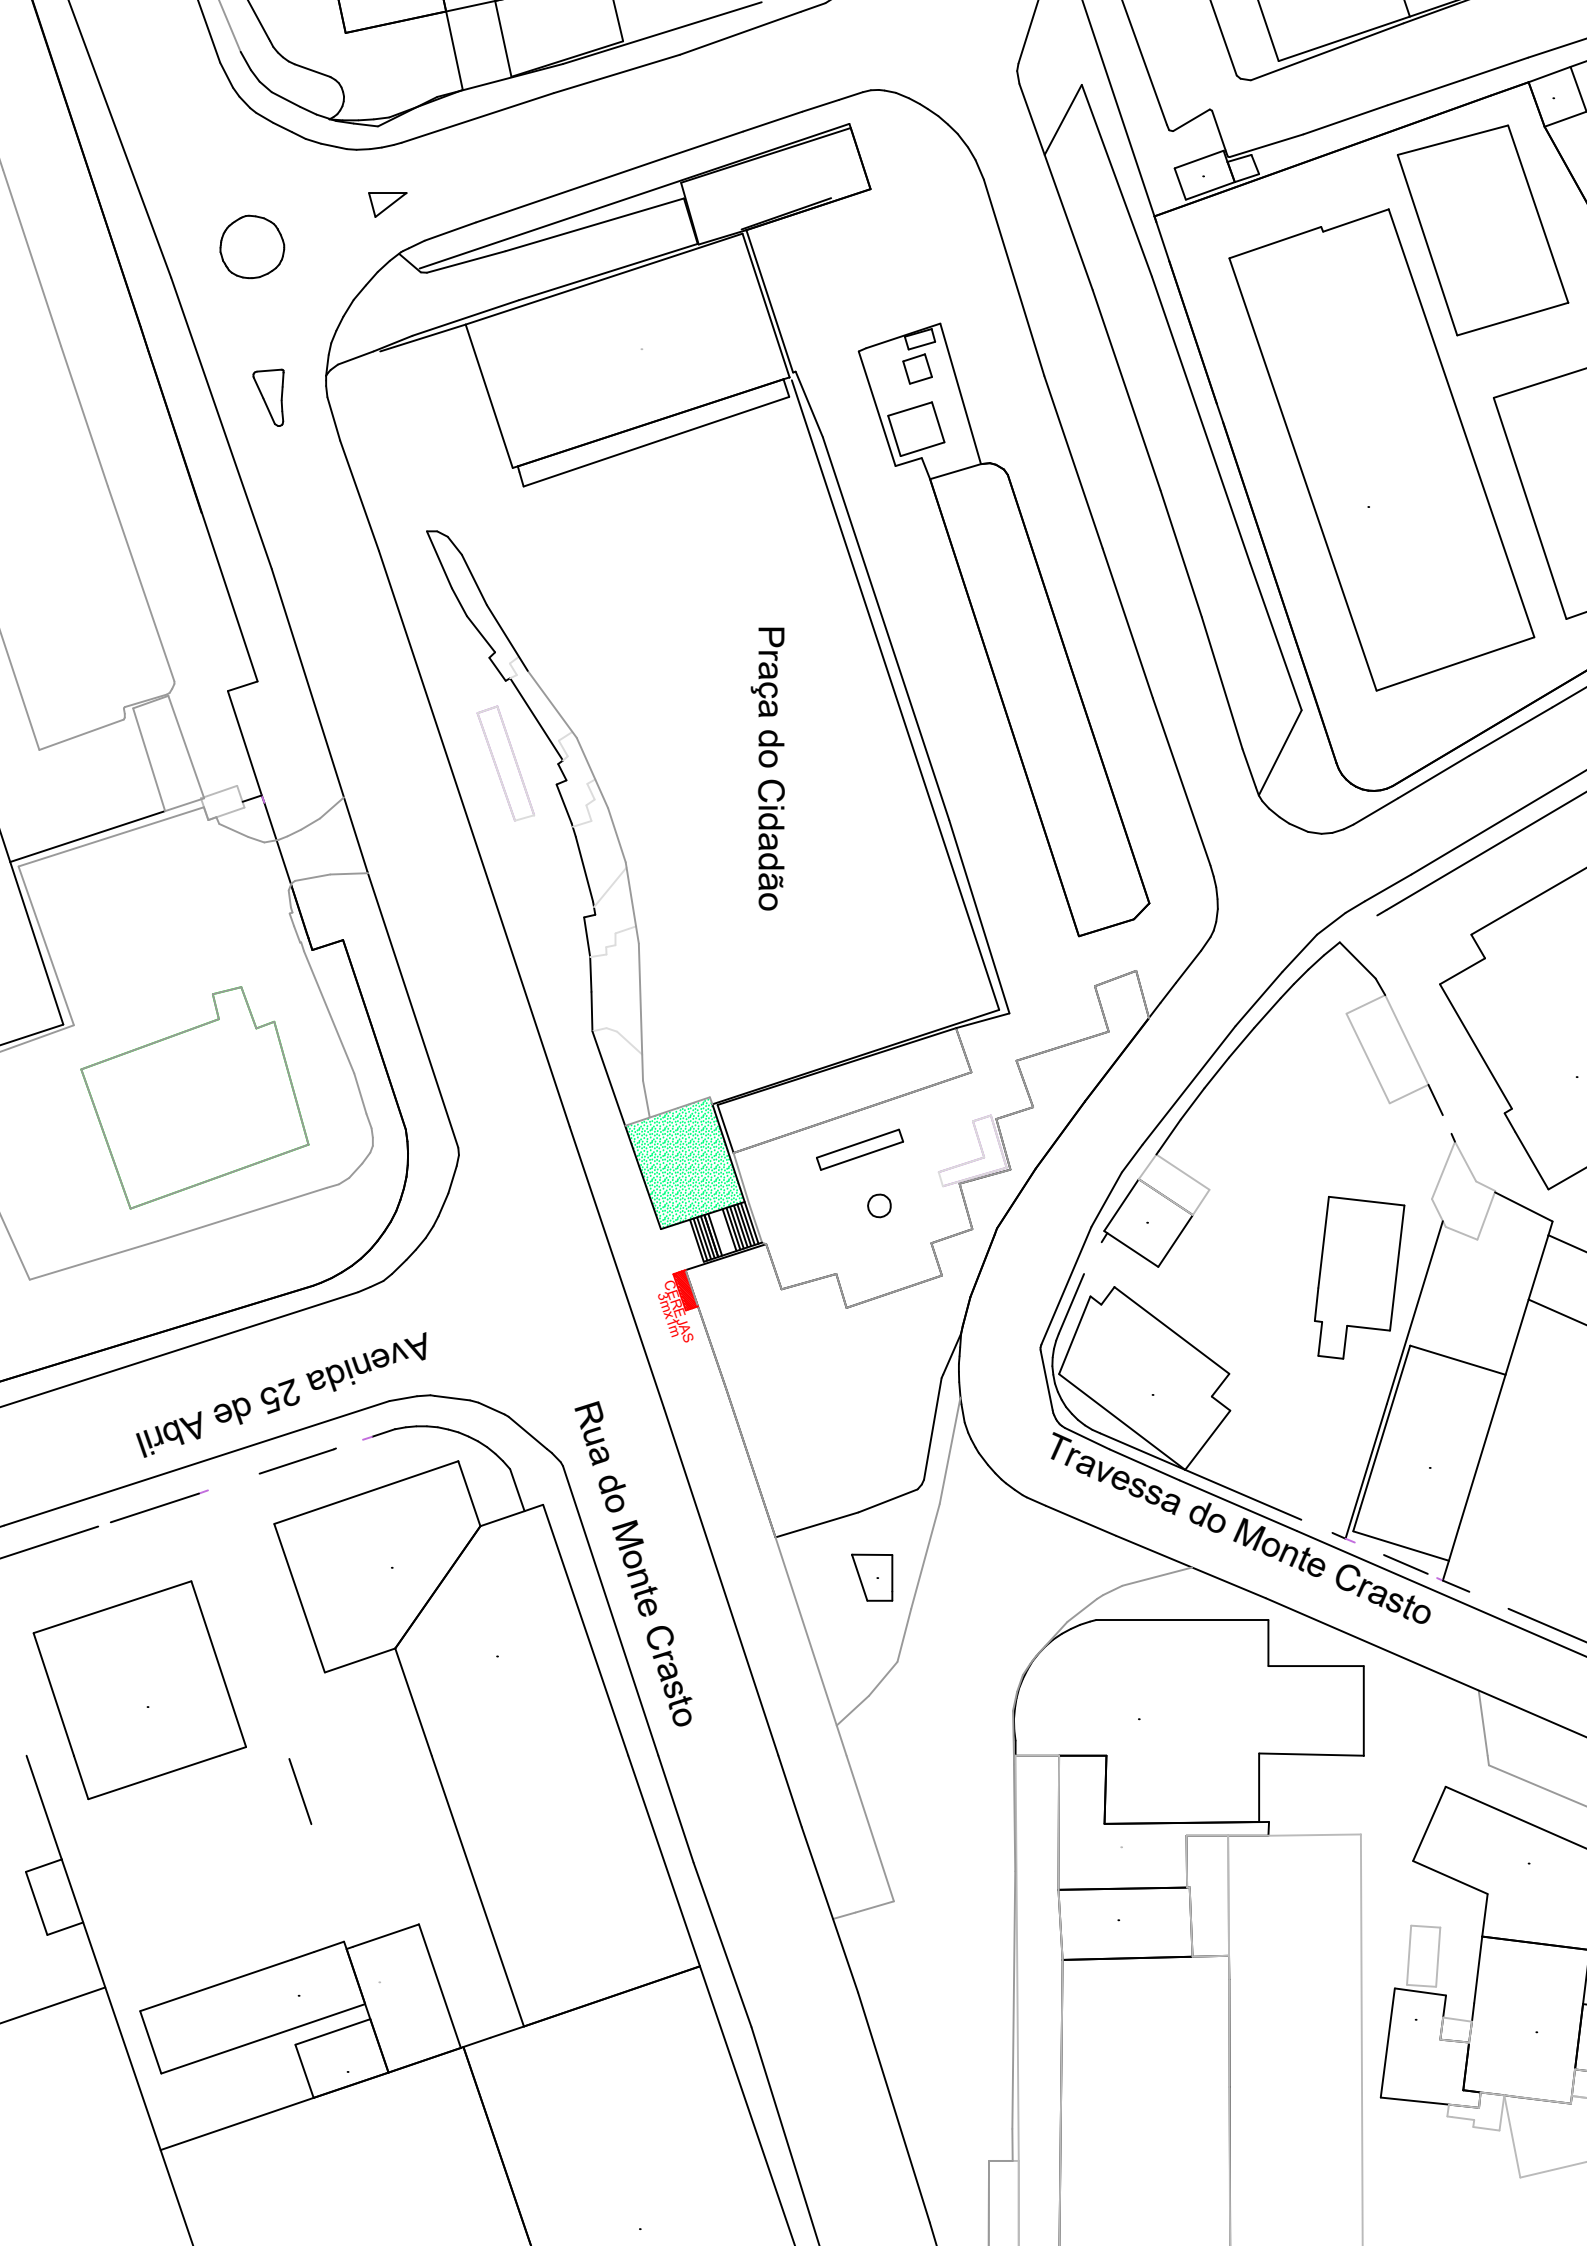 Praça do Cidadão
CEREJAS
3mx1m
Avenida 25 de Abril
Rua do Monte Crasto
Travessa do Monte Crasto